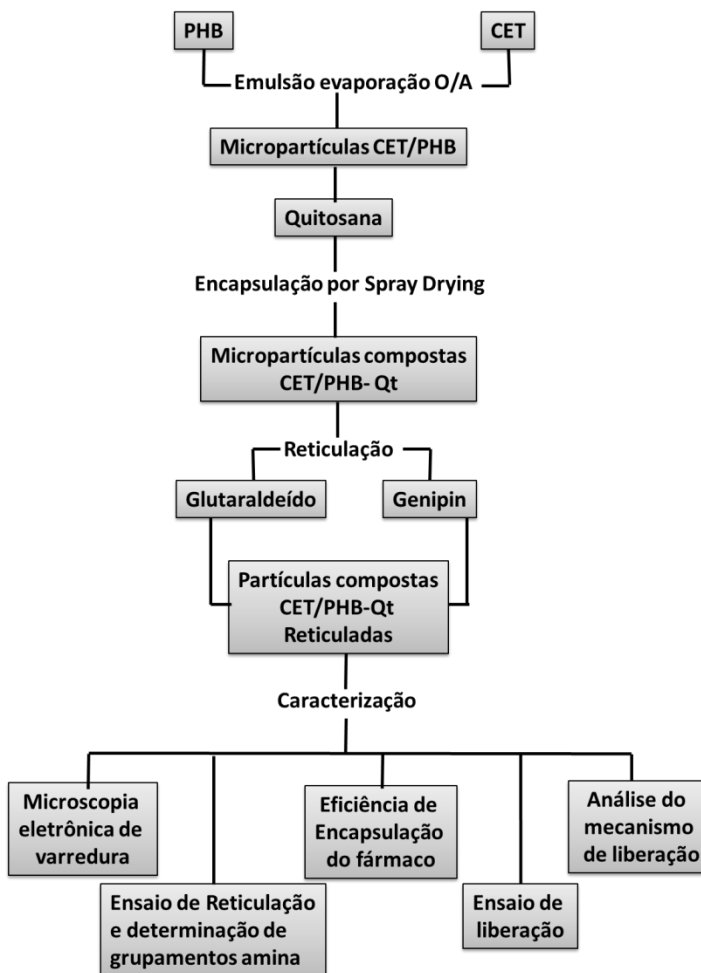 PHB
CET
Emulsão evaporação O/A
Micropartículas CET/PHB
Quitosana
Encapsulação por Spray Drying
Micropartículas compostas
CET/PHB- Qt
Reticulação
Glutaraldeído
Genipin
Partículas compostas
CET/PHB-Qt
Reticuladas
Caracterização
Microscopia
eletrônica de
varredura
Ensaio de Reticulação
e determinação de
grupamentos amina
Eficiência de
Encapsulação
do fármaco
Ensaio de
liberação
Análise do
mecanismo
de liberação